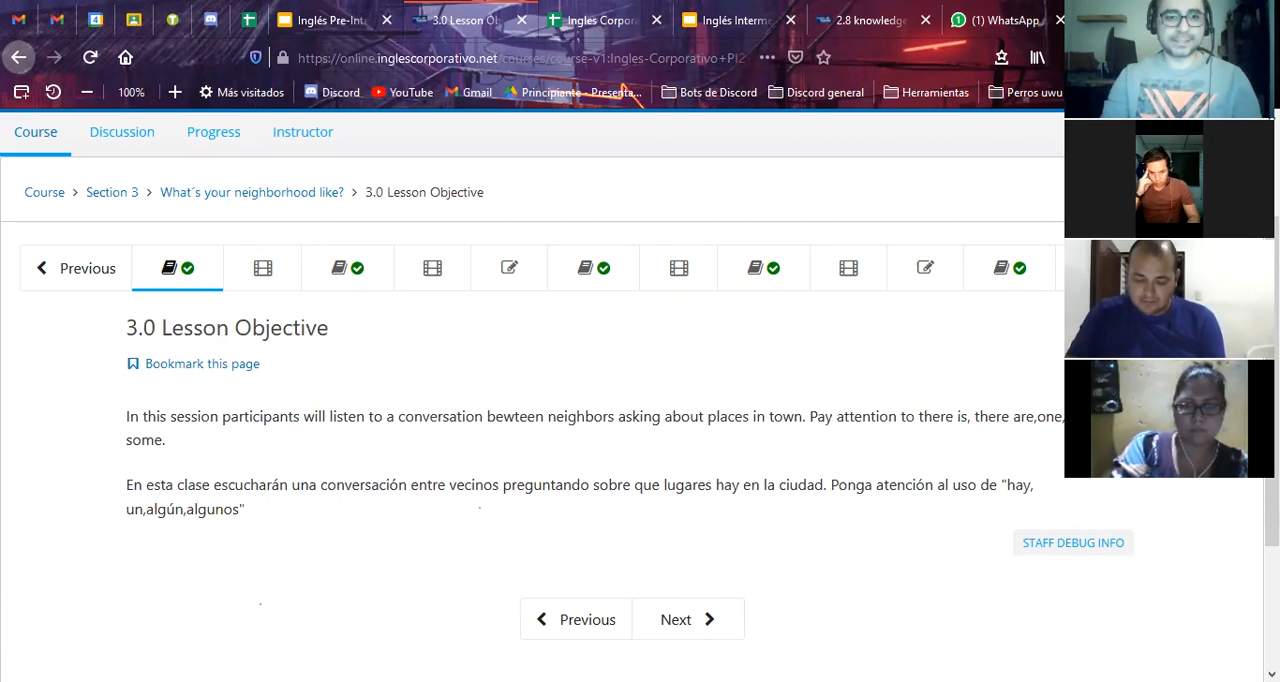 Inglés Pre-Int
3.0 Lesson Ob
Ingles Corpora
Inglés Interme
2.8 knowledge
(1) WhatsApp
https://online.inglescorporativo.net/courses/course-v1:Ingles-Corporativo+PI2
100%
Más visitados
Discord
YouTube
Gmail
Principiante - Presenta...
Bots de Discord
Discord general
Herramientas
Perros uwu
Course
Discussion
Progress
Instructor
Course > Section 3 > What´s your neighborhood like? > 3.0 Lesson Objective
Previous
3.0 Lesson Objective
Bookmark this page
In this session participants will listen to a conversation bewteen neighbors asking about places in town. Pay attention to there is, there are,one,
some.
En esta clase escucharán una conversación entre vecinos preguntando sobre que lugares hay en la ciudad. Ponga atención al uso de "hay,
un,algún,algunos"
STAFF DEBUG INFO
Previous
Next